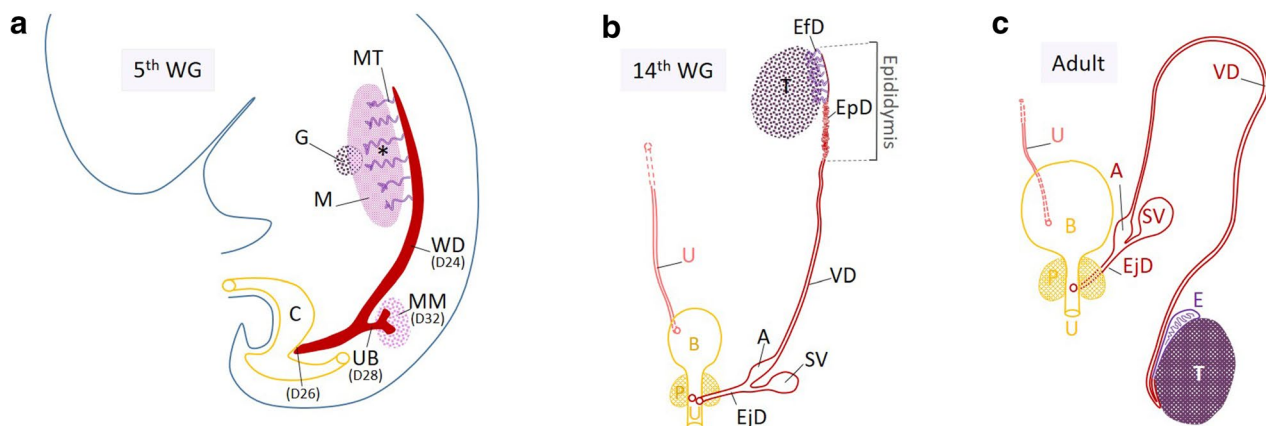 a
5th WG
MT
G
*
M
WD
(D24)
C
MM
(D32)
UB
(D28)
(D26)
b
14th WG
EfD
T
EpD
Epididymis
U
VD
B
A
SV
P
U
EjD
c
Adult
VD
U
A
SV
B
EjD
P
E
U
T